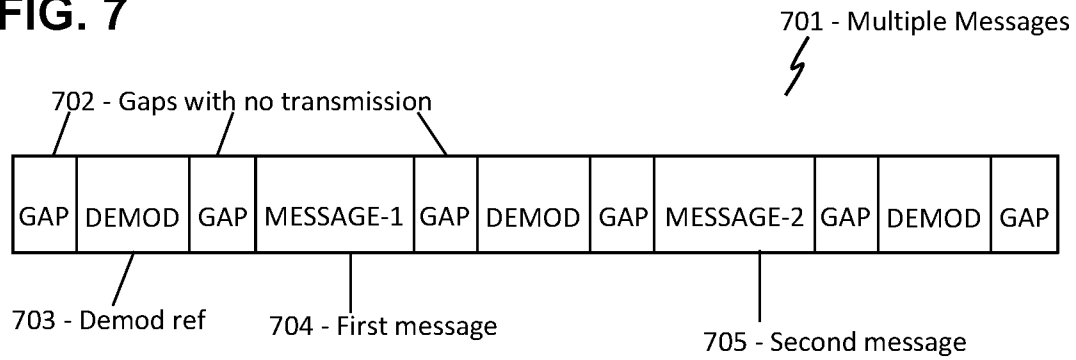 FIG. 7
701 - Multiple Messages
702 - Gaps with no transmission
GAP DEMOD GAP MESSAGE-1 GAP DEMOD GAP MESSAGE-2 GAP DEMOD GAP
703 - Demod ref
704 - First message
705 - Second message